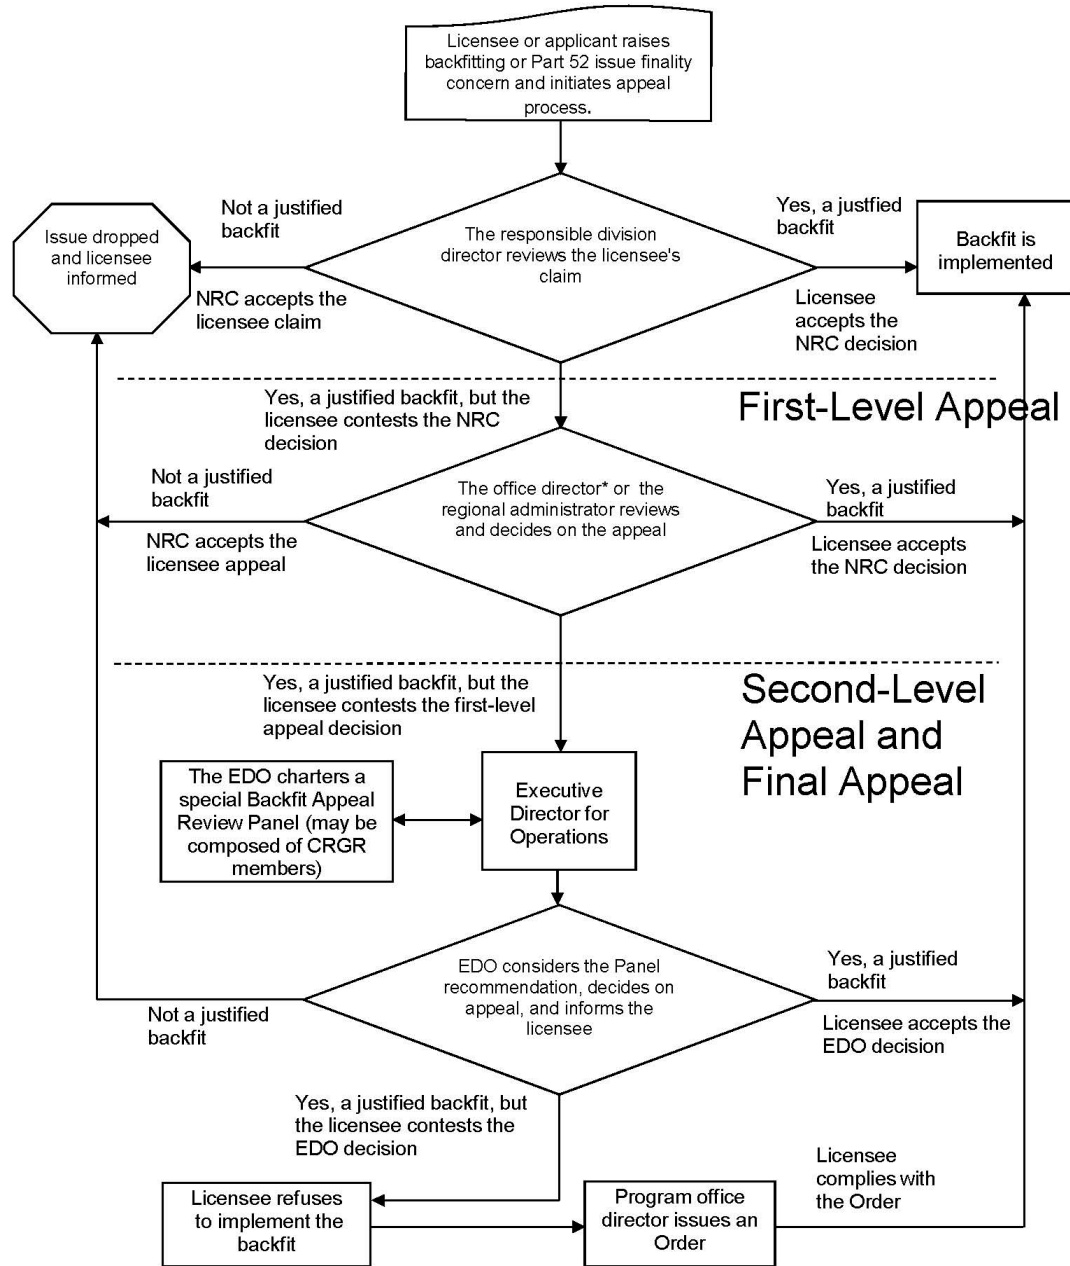 Licensee or applicant raises
backfitting or Part 52 issue finality
concern and initiates appeal
process.
Not a justified
backfit
Yes, a justfied
backfit
Issue dropped
and licensee
informed
The responsible division
director reviews the licensee's
claim
Backfit is
implemented
NRC accepts the
licensee claim
Licensee
accepts the
NRC decision
Yes, a justified backfit, but the
licensee contests the NRC
decision
First-Level Appeal
Not a justified
backfit
The office director* or the
regional administrator reviews
and decides on the appeal
Yes, a justified
backfit
NRC accepts the
licensee appeal
Licensee accepts
the NRC decision
Yes, a justified backfit, but the
licensee contests the first-level
appeal decision
Second-Level
Appeal and
Final Appeal
The EDO charters a
special Backfit Appeal
Review Panel (may be
composed of CRGR
members)
Executive
Director for
Operations
EDO considers the Panel
recommendation, decides on
appeal, and informs the
licensee
Yes, a justified
backfit
Not a justified
backfit
Licensee accepts the
EDO decision
Yes, a justified backfit, but
the licensee contests the
EDO decision
Licensee refuses
to implement the
backfit
Program office
director issues an
Order
Licensee
complies with
the Order